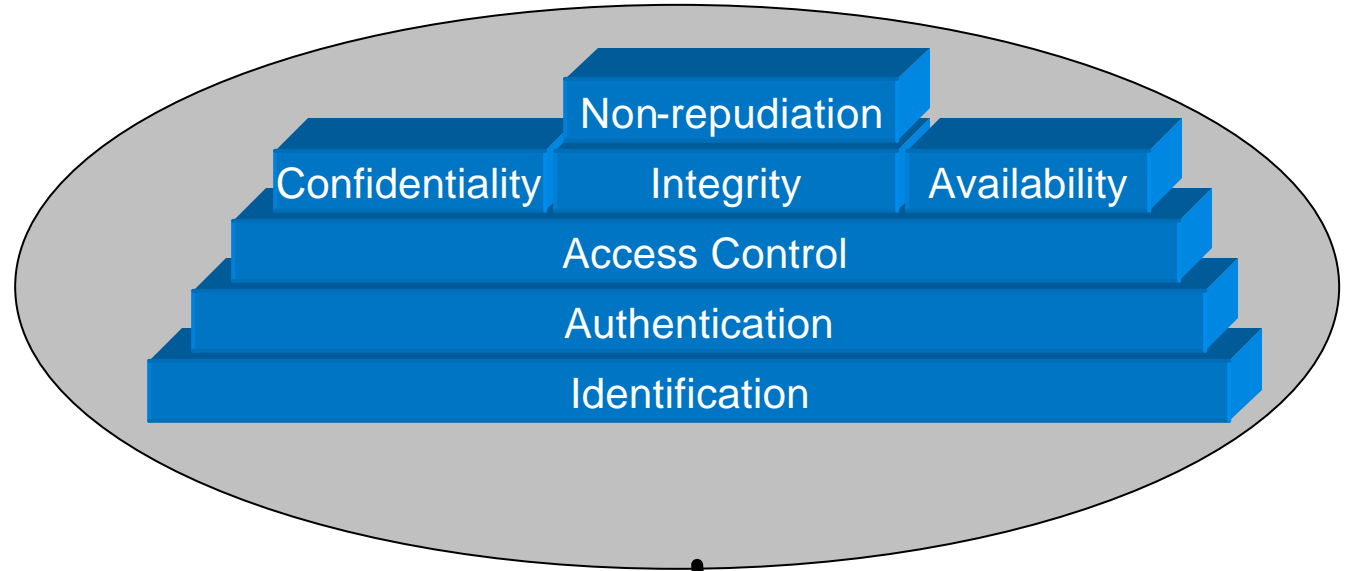 Non-repudiation
Confidentiality Integrity Availability
Access Control
Authentication
Identification